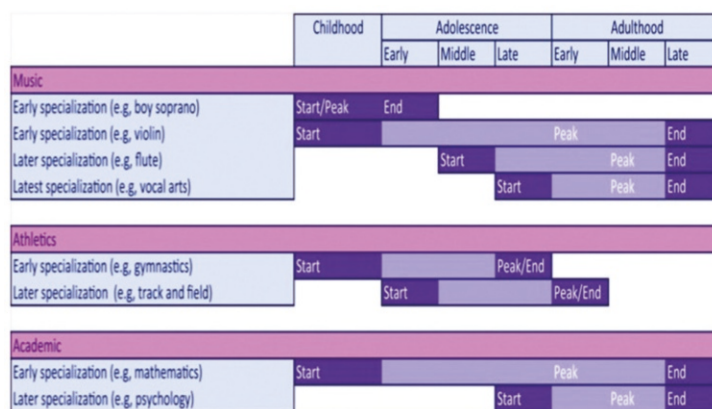 Childhood Adolescence Adulthood
Early Middle Late Early Middle Late
Music
Early specialization (e.g, boy soprano) Start/Peak End
Early specialization (e.g, violin) Start Peak End
Later specialization (e.g, flute) Start Peak End
Latest specialization (e.g, vocal arts) Start Peak End
Athletics
Early specialization (e.g, gymnastics) Start Peak/End
Later specialization (e.g, track and field) Start Peak/End
Academic
Early specialization (e.g, mathematics) Start Peak End
Later specialization (e.g, psychology) Start Peak End